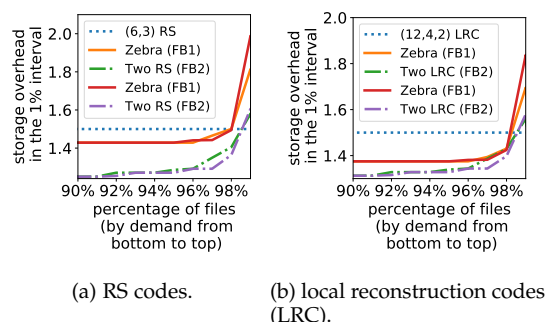 storage overhead
in the 1% interval
2.0
1.8
1.6
1.4
(6,3) RS
Zebra (FB1)
Two RS (FB2)
Zebra (FB1)
Two RS (FB2)
90% 92% 94% 96% 98%
percentage of files
(by demand from
bottom to top)
(a) RS codes.
storage overhead
in the 1% interval
2.0
1.8
1.6
1.4
(12,4,2) LRC
Zebra (FB1)
Two LRC (FB2)
Zebra (FB1)
Two LRC (FB2)
90% 92% 94% 96% 98%
percentage of files
(by demand from
bottom to top)
(b) local reconstruction codes
(LRC).